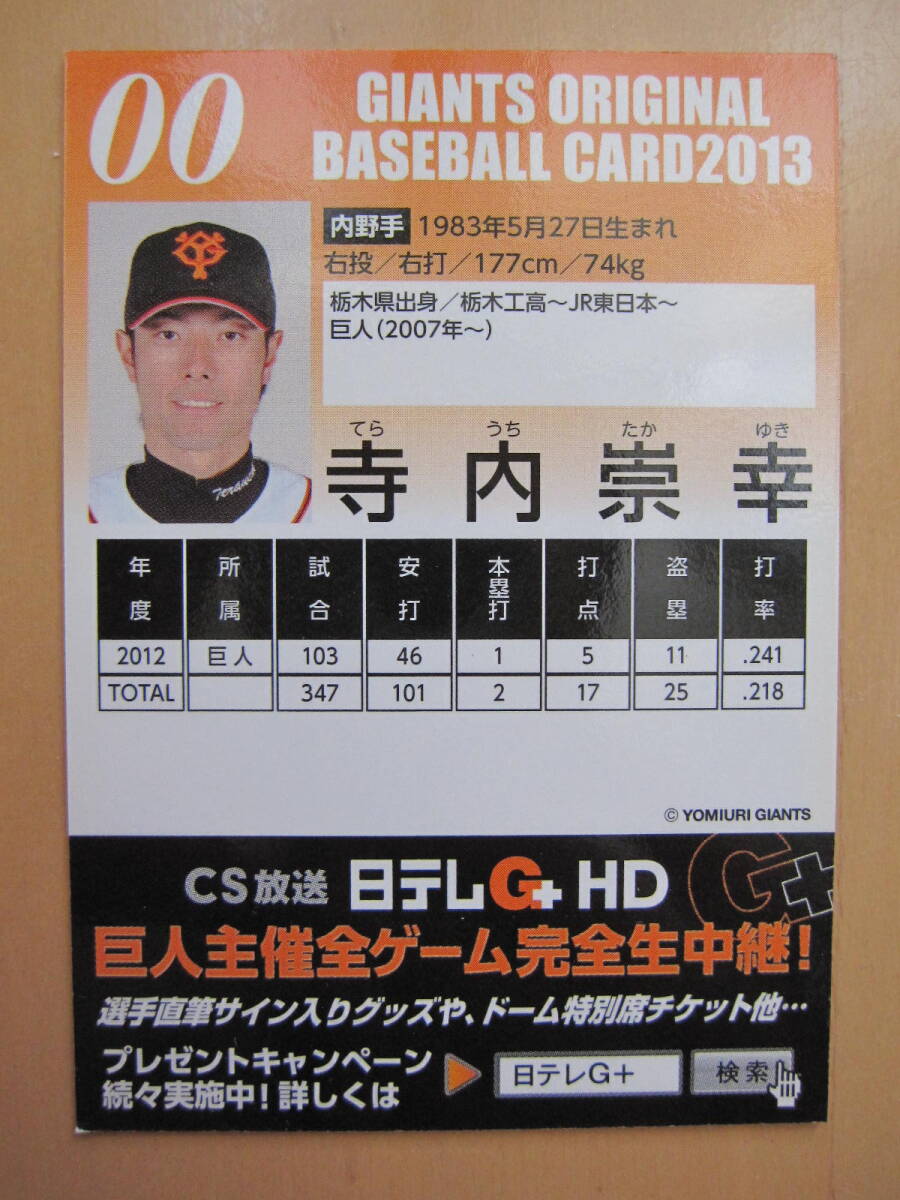 00
GIANTS ORIGINAL
BASEBALL CARD2013
内野手 1983年5月27日生まれ
右投／右打／177cm／74kg
栃木県出身／栃木工高〜JR東日本〜
巨人(2007年〜)
てら うち たか ゆき
寺 内 崇 幸
年度 所属 試合 安打 本塁打 打点 盗塁 打率
2012 巨人 103 46 1 5 11 .241
TOTAL 347 101 2 17 25 .218
© YOMIURI GIANTS
CS放送 日テレG+ HD
G+
巨人主催全ゲーム完全生中継!
選手直筆サイン入りグッズや、ドーム特別席チケット他…
プレゼントキャンペーン
続々実施中! 詳しくは
日テレG+ 検索